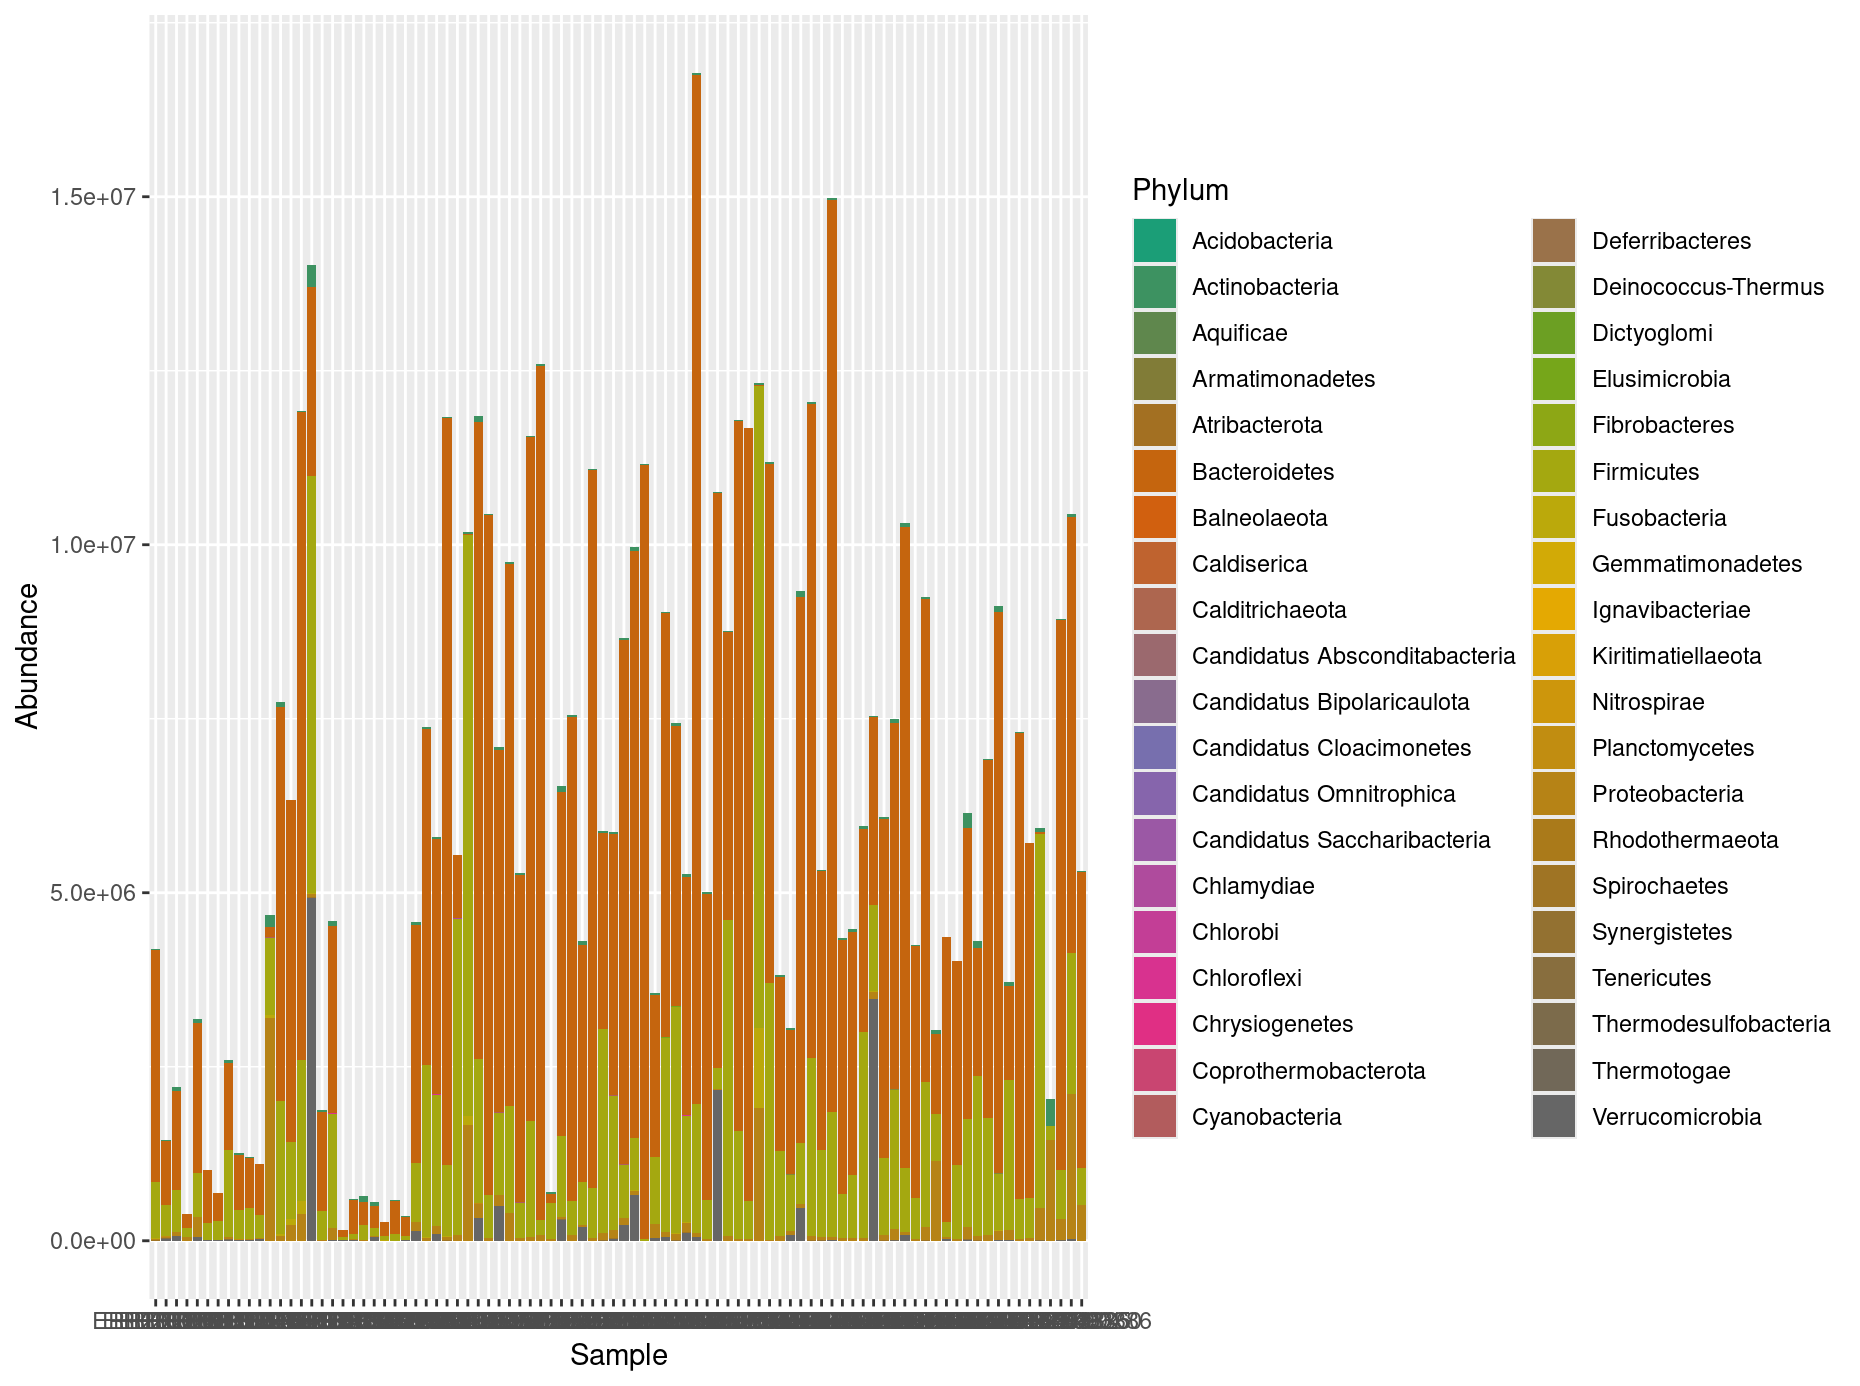 Abundance
1.5e+07
1.0e+07
5.0e+06
0.0e+00
Sample
Phylum
Acidobacteria
Actinobacteria
Aquificae
Armatimonadetes
Atribacterota
Bacteroidetes
Balneolaeota
Caldiserica
Calditrichaeota
Candidatus Absconditabacteria
Candidatus Bipolaricaulota
Candidatus Cloacimonetes
Candidatus Omnitrophica
Candidatus Saccharibacteria
Chlamydiae
Chlorobi
Chloroflexi
Chrysiogenetes
Coprothermobacterota
Cyanobacteria
Deferribacteres
Deinococcus-Thermus
Dictyoglomi
Elusimicrobia
Fibrobacteres
Firmicutes
Fusobacteria
Gemmatimonadetes
Ignavibacteriae
Kiritimatiellaeota
Nitrospirae
Planctomycetes
Proteobacteria
Rhodothermaeota
Spirochaetes
Synergistetes
Tenericutes
Thermodesulfobacteria
Thermotogae
Verrucomicrobia